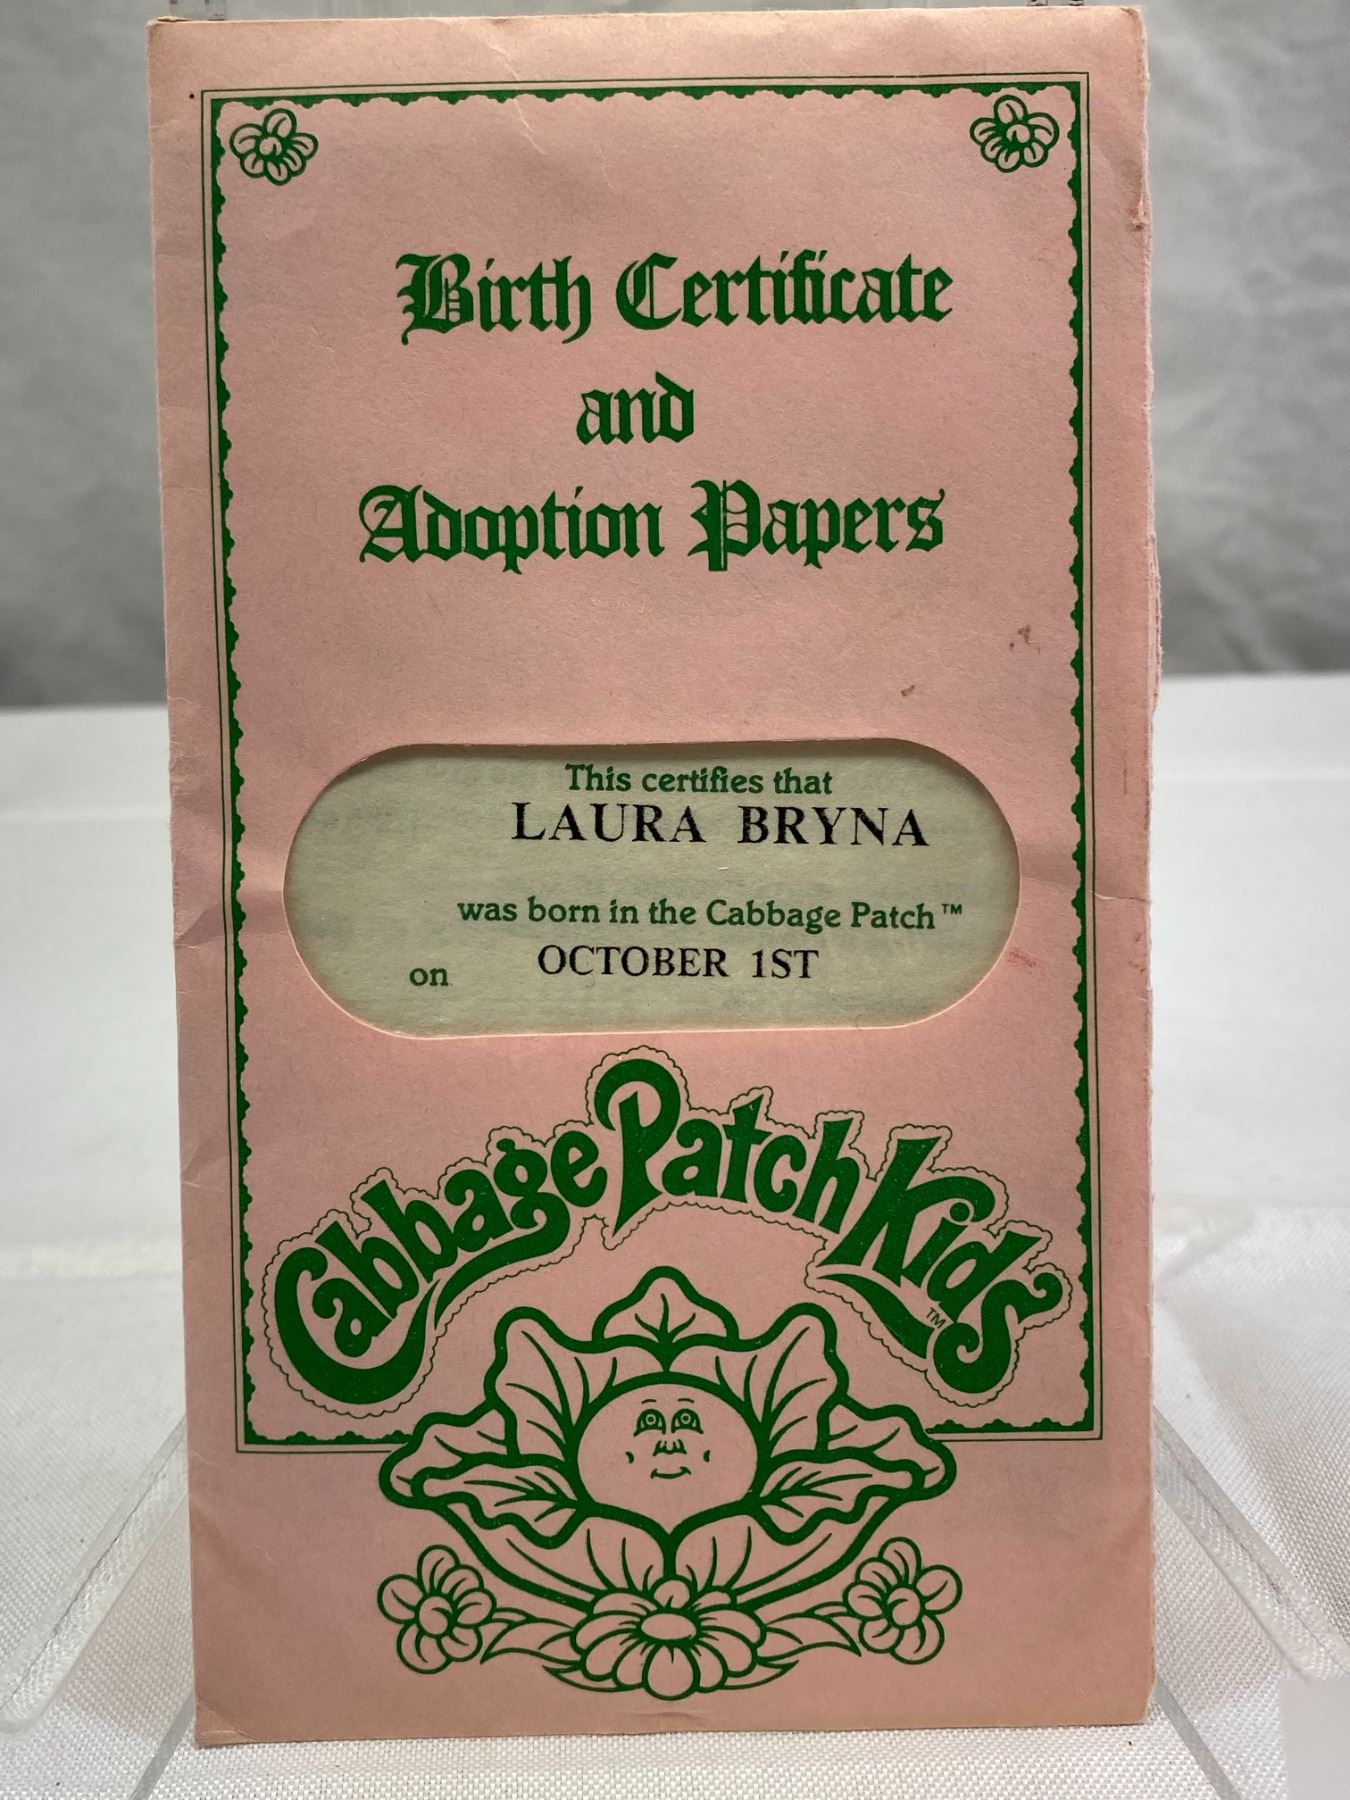 Birth Certificate
and
Adoption Papers
This certifies that
LAURA BRYNA
was born in the Cabbage Patch™
on OCTOBER 1ST
Cabbage Patch Kids™